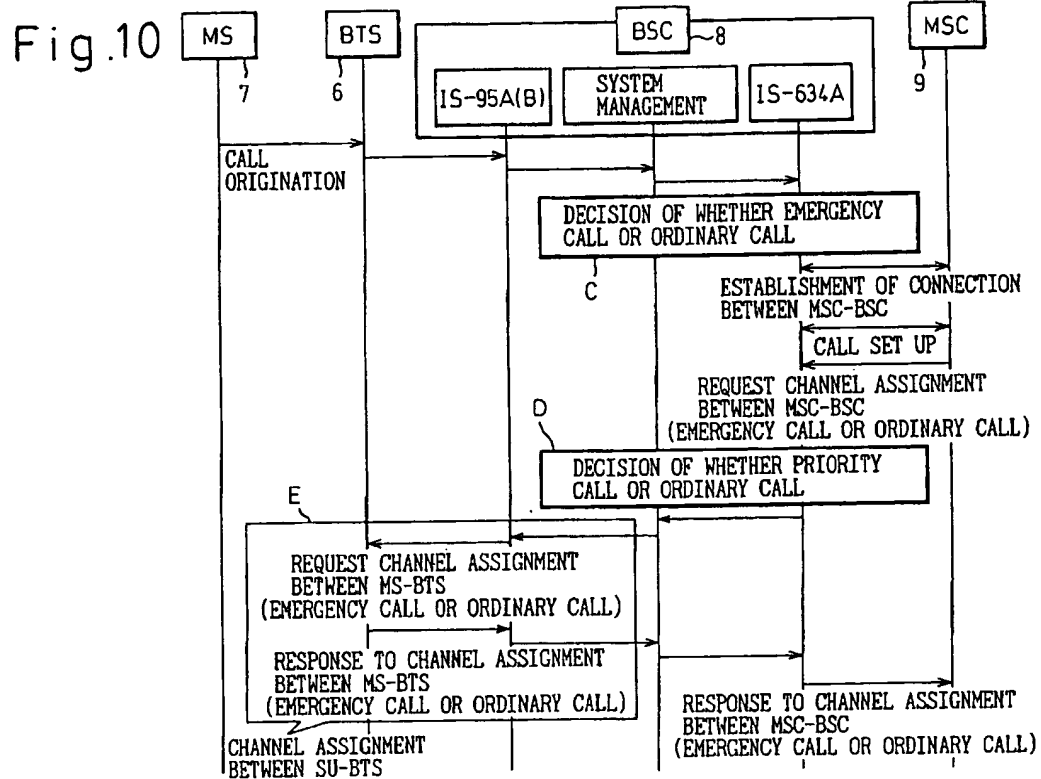 Fig.10
MS
BTS
BSC
MSC
7
6
8
9
IS-95A(B)
SYSTEM
MANAGEMENT
IS-634A
CALL
ORIGINATION
DECISION OF WHETHER EMERGENCY
CALL OR ORDINARY CALL
C
ESTABLISHMENT OF CONNECTION
BETWEEN MSC-BSC
CALL SET UP
REQUEST CHANNEL ASSIGNMENT
BETWEEN MSC-BSC
(EMERGENCY CALL OR ORDINARY CALL)
D
DECISION OF WHETHER PRIORITY
CALL OR ORDINARY CALL
E
REQUEST CHANNEL ASSIGNMENT
BETWEEN MS-BTS
(EMERGENCY CALL OR ORDINARY CALL)
RESPONSE TO CHANNEL ASSIGNMENT
BETWEEN MS-BTS
(EMERGENCY CALL OR ORDINARY CALL)
RESPONSE TO CHANNEL ASSIGNMENT
BETWEEN MSC-BSC
(EMERGENCY CALL OR ORDINARY CALL)
CHANNEL ASSIGNMENT
BETWEEN SU-BTS